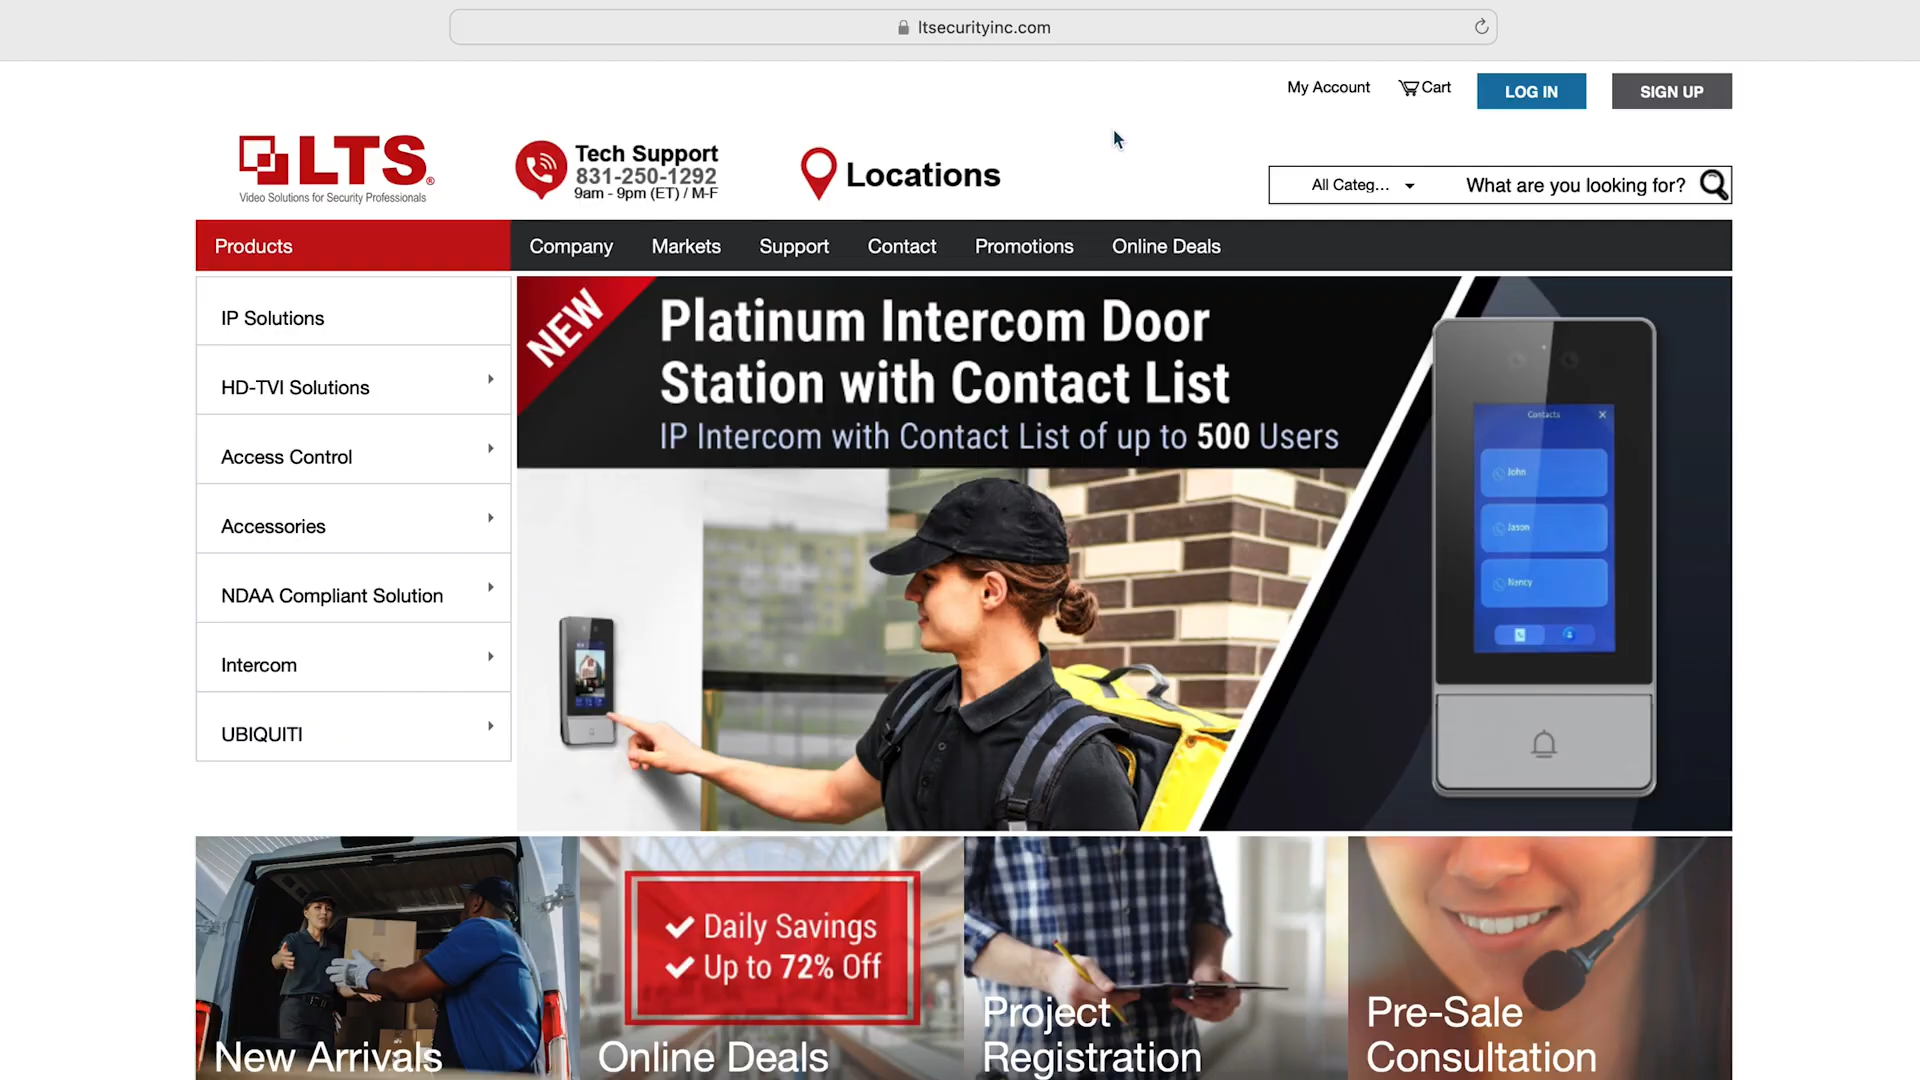 ltsecurityinc.com
My Account
Cart
LOG IN
SIGN UP
LTS®
Video Solutions for Security Professionals
Tech Support
831-250-1292
9am - 9pm (ET) / M-F
Locations
All Categ...
What are you looking for?
Products
Company
Markets
Support
Contact
Promotions
Online Deals
IP Solutions
HD-TVI Solutions
Access Control
Accessories
NDAA Compliant Solution
Intercom
UBIQUITI
NEW
Platinum Intercom Door
Station with Contact List
IP Intercom with Contact List of up to 500 Users
Contacts
John
Jason
Nancy
New Arrivals
Daily Savings
Up to 72% Off
Online Deals
Project
Registration
Pre-Sale
Consultation